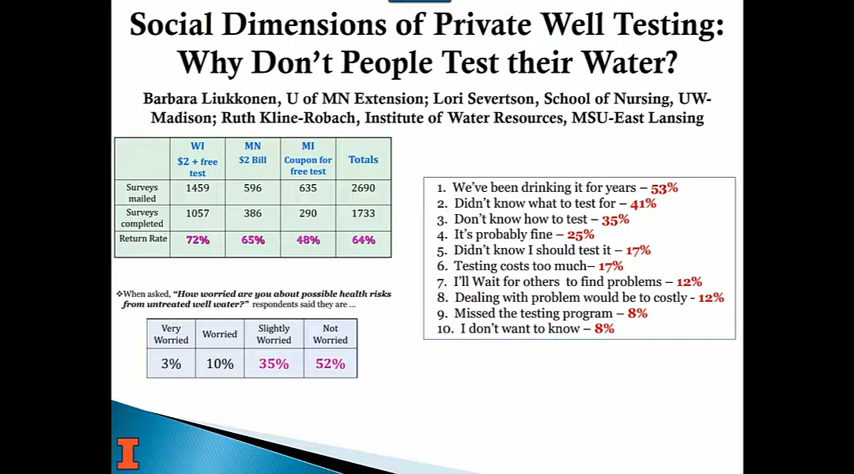 Social Dimensions of Private Well Testing:
Why Don't People Test their Water?
Barbara Liukkonen, U of MN Extension; Lori Severtson, School of Nursing, UW-
Madison; Ruth Kline-Robach, Institute of Water Resources, MSU-East Lansing
WI MN MI
$2 + free $2 Bill Coupon for Totals
test free test
Surveys mailed 1459 596 635 2690
Surveys completed 1057 386 290 1733
Return Rate 72% 65% 48% 64%
❖When asked, "How worried are you about possible health risks
from untreated well water?" respondents said they are ...
Very Worried Worried Slightly Worried Not Worried
3% 10% 35% 52%
1. We've been drinking it for years – 53%
2. Didn't know what to test for – 41%
3. Don't know how to test – 35%
4. It's probably fine – 25%
5. Didn't know I should test it – 17%
6. Testing costs too much– 17%
7. I'll Wait for others to find problems – 12%
8. Dealing with problem would be to costly - 12%
9. Missed the testing program – 8%
10. I don't want to know – 8%
I